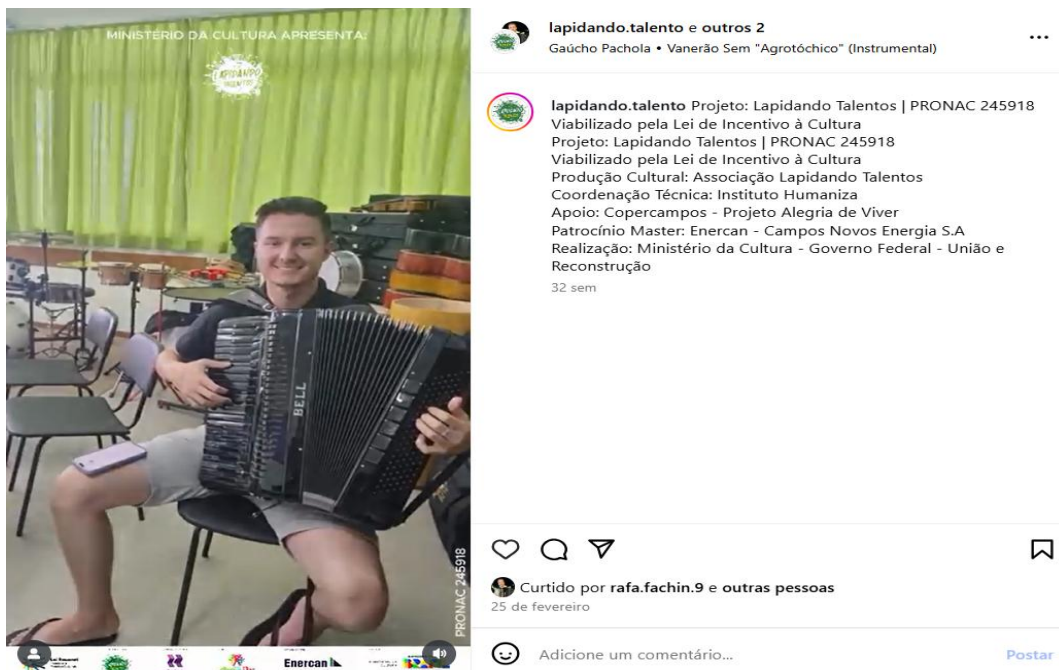 MINISTÉRIO DA CULTURA APRESENTA:
LAPIDANDO
TALENTOS
BELL
PRONAC 245918
Enercan
lapidando.talento e outros 2
Gaúcho Pachola • Vanerão Sem "Agrotóchico" (Instrumental)
lapidando.talento Projeto: Lapidando Talentos | PRONAC 245918
Viabilizado pela Lei de Incentivo à Cultura
Projeto: Lapidando Talentos | PRONAC 245918
Viabilizado pela Lei de Incentivo à Cultura
Produção Cultural: Associação Lapidando Talentos
Coordenação Técnica: Instituto Humaniza
Apoio: Copercampos - Projeto Alegria de Viver
Patrocínio Master: Enercan - Campos Novos Energia S.A
Realização: Ministério da Cultura - Governo Federal - União e
Reconstrução
32 sem
Curtido por rafa.fachin.9 e outras pessoas
25 de fevereiro
Adicione um comentário...
Postar